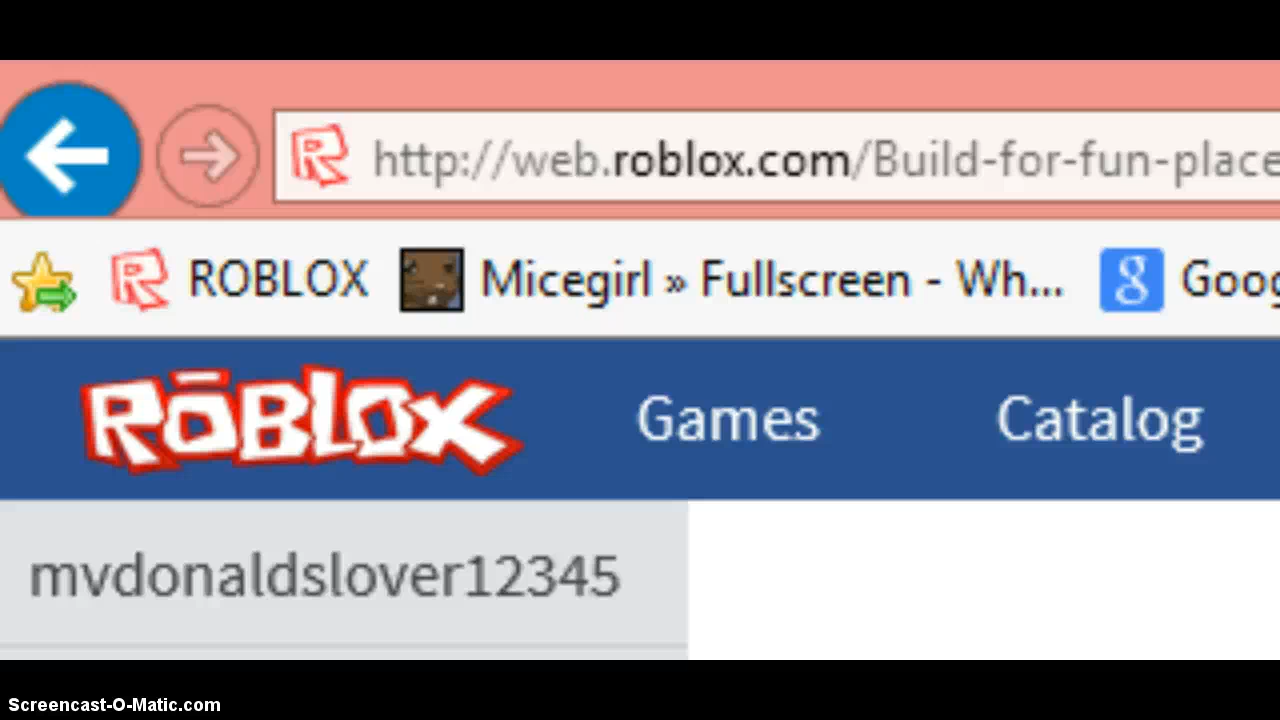 http://web.roblox.com/Build-for-fun-place
ROBLOX Micegirl » Fullscreen - Wh... Goog
ROBLOX Games Catalog
mvdonaldslover12345
Screencast-O-Matic.com